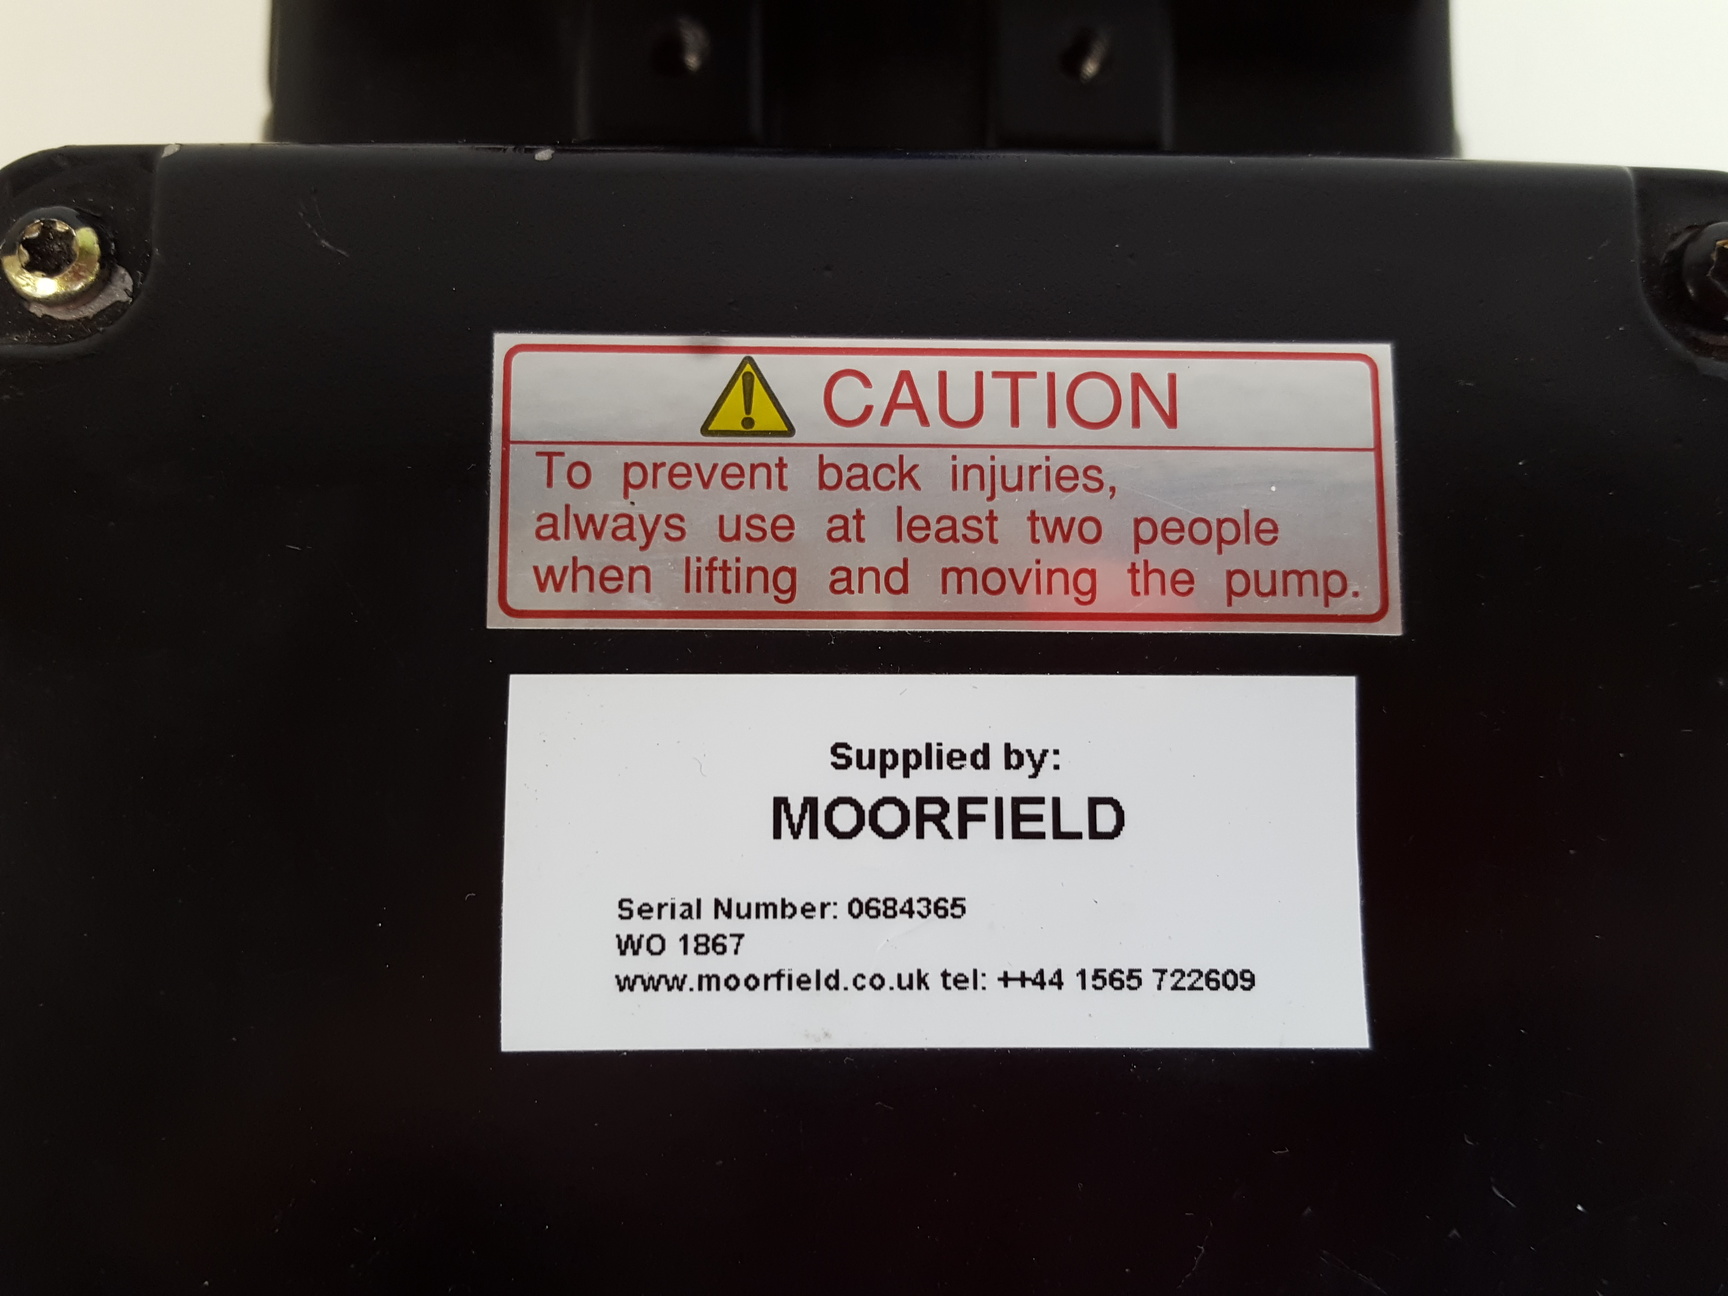 CAUTION
To prevent back injuries,
always use at least two people
when lifting and moving the pump.
Supplied by:
MOORFIELD
Serial Number: 0684365
WO 1867
www.moorfield.co.uk tel: ++44 1565 722609